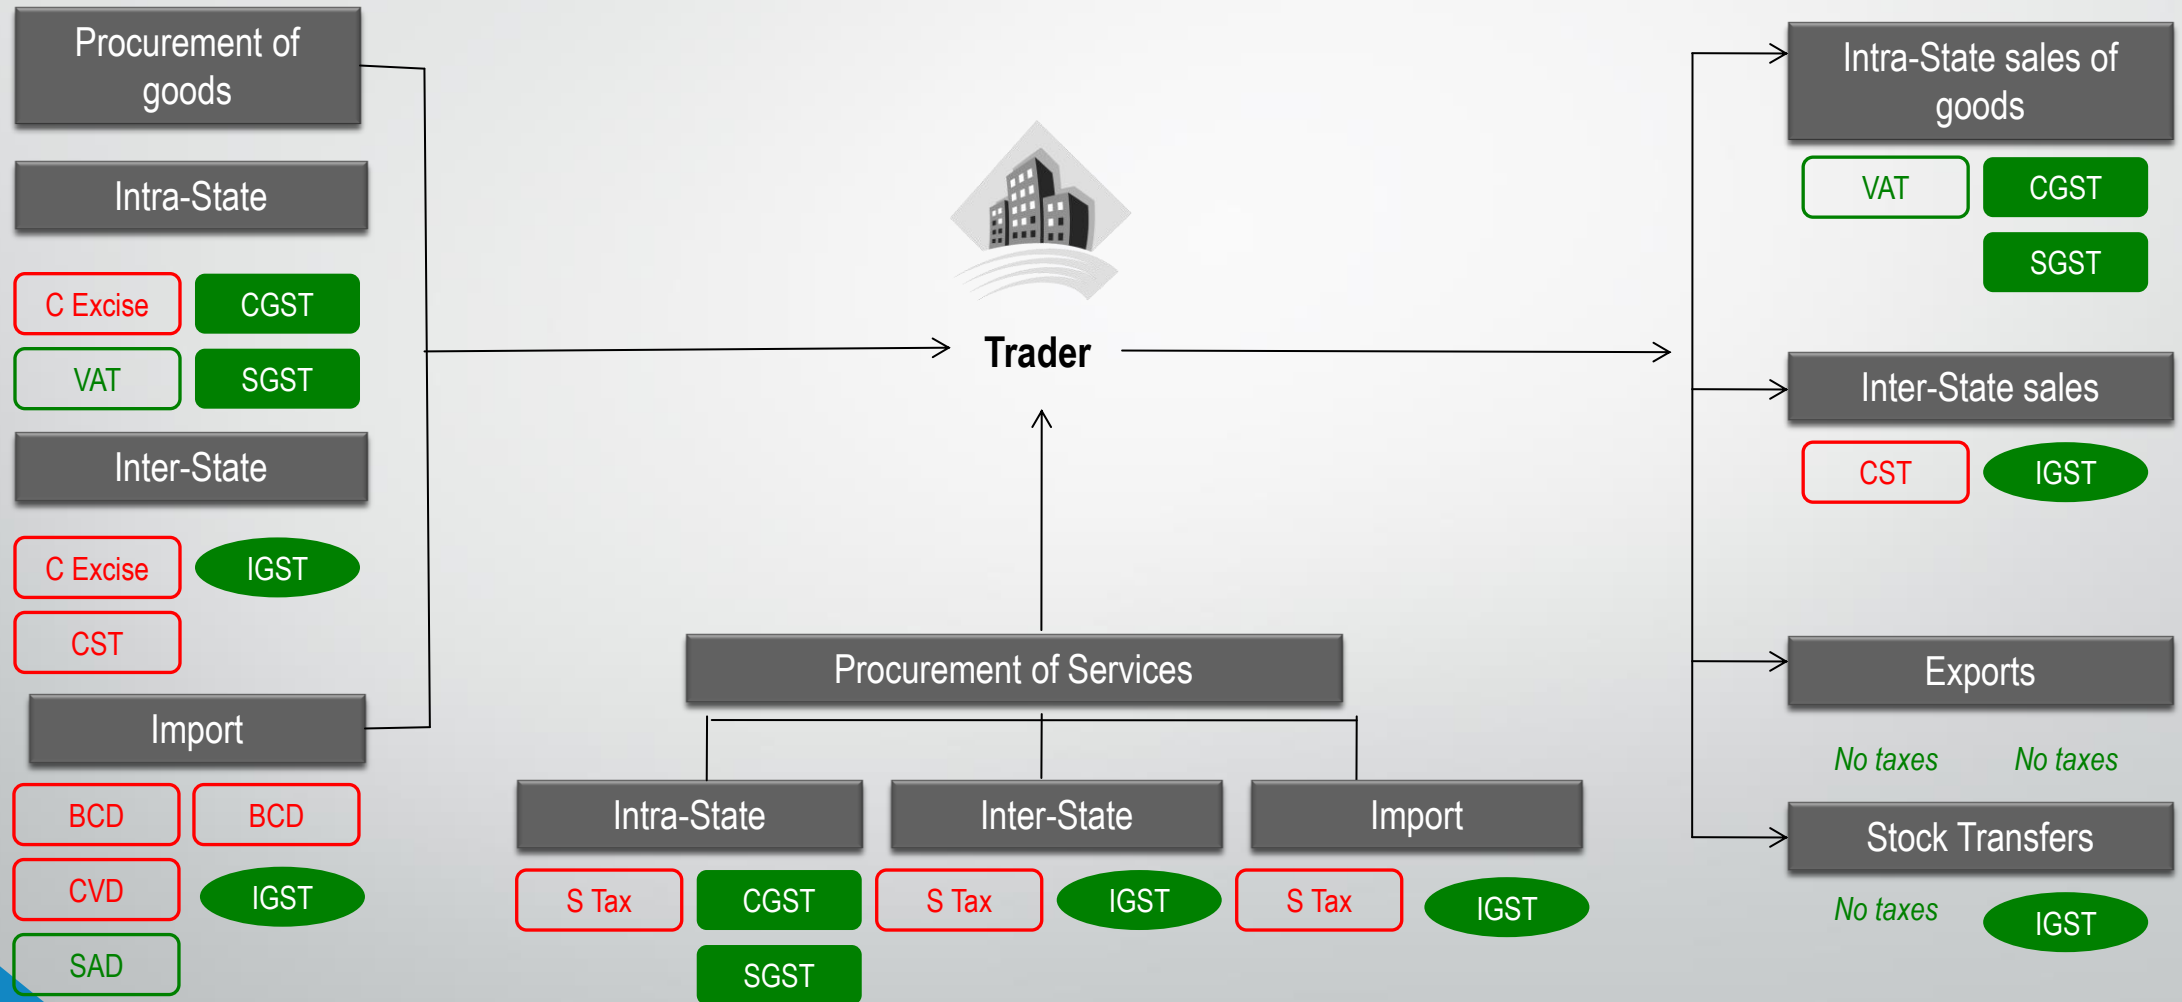 Procurement of
goods
Intra-State
C Excise CGST
VAT SGST
Inter-State
C Excise IGST
CST
Import
BCD BCD
CVD IGST
SAD
Trader
Procurement of Services
Intra-State Inter-State Import
S Tax CGST S Tax IGST S Tax IGST
SGST
Intra-State sales of
goods
VAT CGST
SGST
Inter-State sales
CST IGST
Exports
No taxes No taxes
Stock Transfers
No taxes IGST